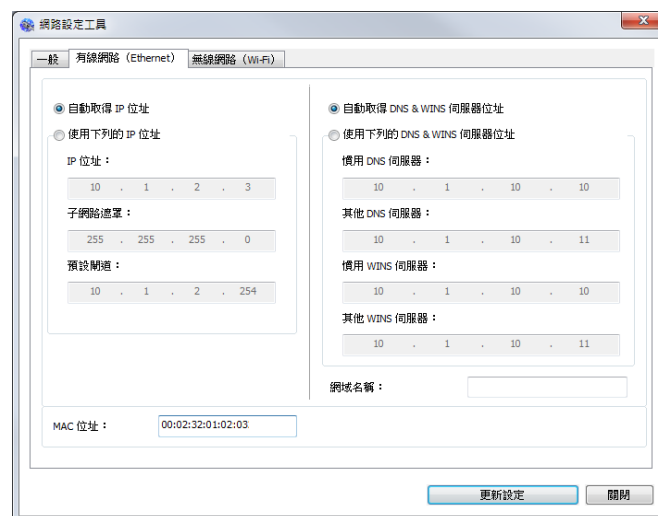 網路設定工具
一般
有線網路（Ethernet）
無線網路（Wi-Fi）
自動取得 IP 位址
使用下列的 IP 位址
IP 位址：
10 . 1 . 2 . 3
子網路遮罩：
255 . 255 . 255 . 0
預設閘道：
10 . 1 . 2 . 254
自動取得 DNS & WINS 伺服器位址
使用下列的 DNS & WINS 伺服器位址
慣用 DNS 伺服器：
10 . 1 . 10 . 10
其他 DNS 伺服器：
10 . 1 . 10 . 11
慣用 WINS 伺服器：
10 . 1 . 10 . 10
其他 WINS 伺服器：
10 . 1 . 10 . 11
網域名稱：
MAC 位址：
00:02:32:01:02:03
更新設定
關閉